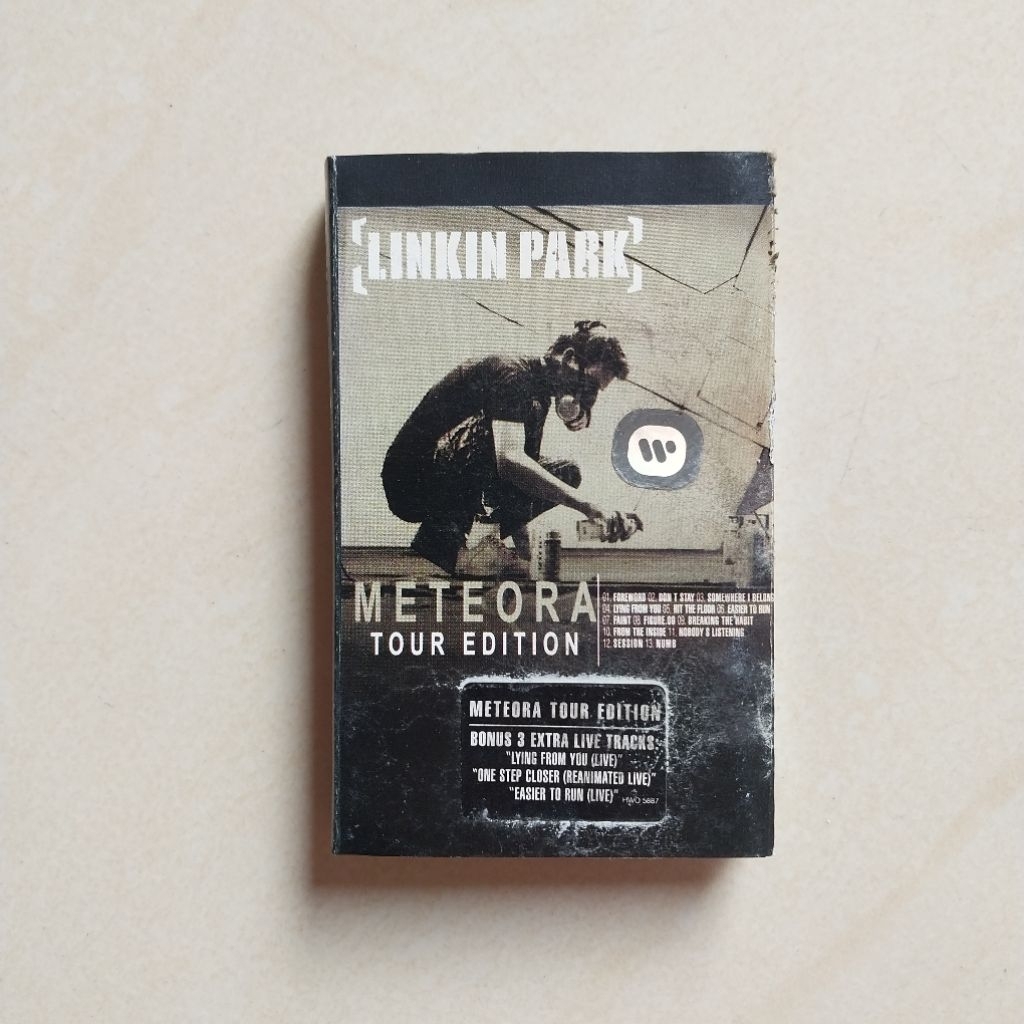 [LINKIN PARK]
METEORA
TOUR EDITION
01. FOREWORD 02. DON'T STAY 03. SOMEWHERE I BELONG
04. LYING FROM YOU 05. HIT THE FLOOR 06. EASIER TO RUN
07. FAINT 08. FIGURE.09 09. BREAKING THE HABIT
10. FROM THE INSIDE 11. NOBODY'S LISTENING
12. SESSION 13. NUMB
METEORA TOUR EDITION
BONUS 3 EXTRA LIVE TRACKS:
"LYING FROM YOU (LIVE)"
"ONE STEP CLOSER (REANIMATED LIVE)"
"EASIER TO RUN (LIVE)"
HWO 5887